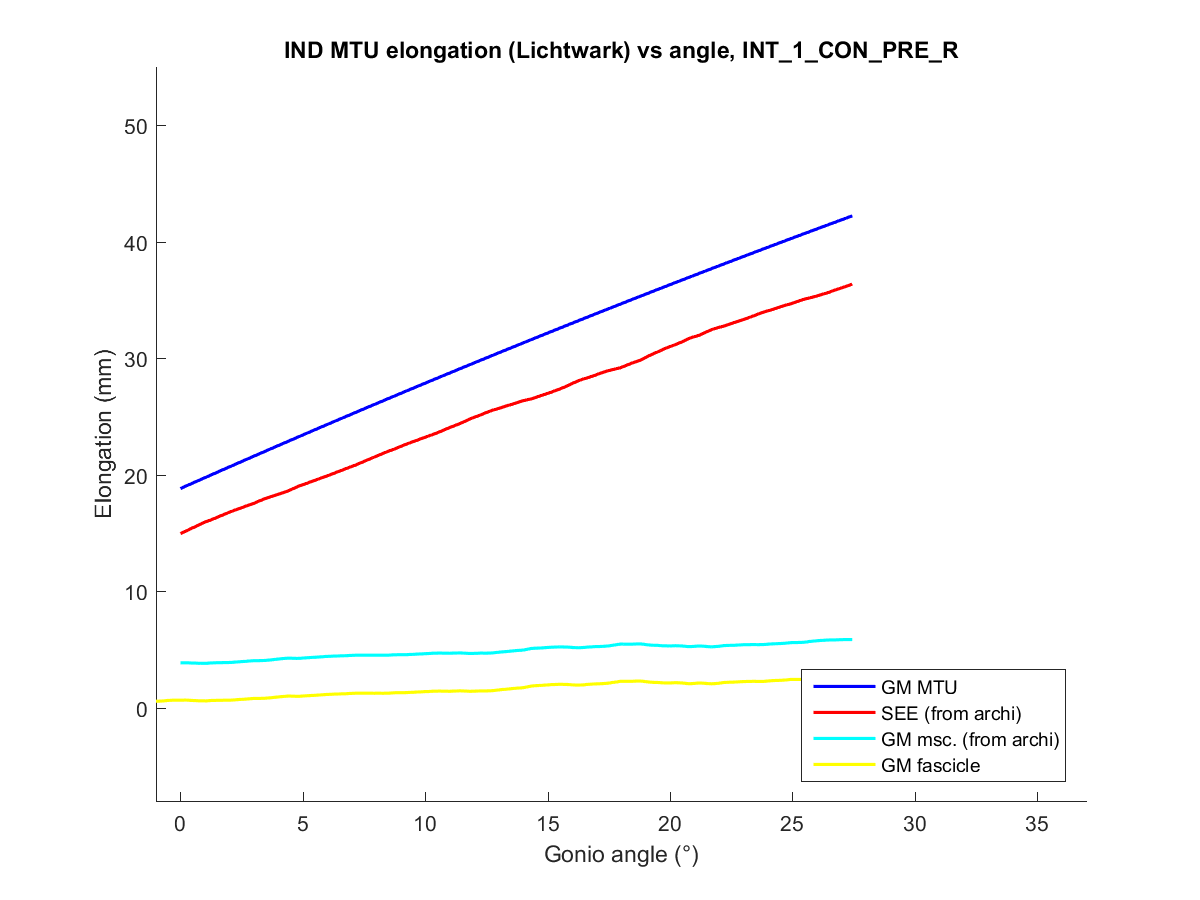 IND MTU elongation (Lichtwark) vs angle, INT_1_CON_PRE_R
50
40
30
20
10
0
Elongation (mm)
0 5 10 15 20 25 30 35
Gonio angle (°)
GM MTU
SEE (from archi)
GM msc. (from archi)
GM fascicle